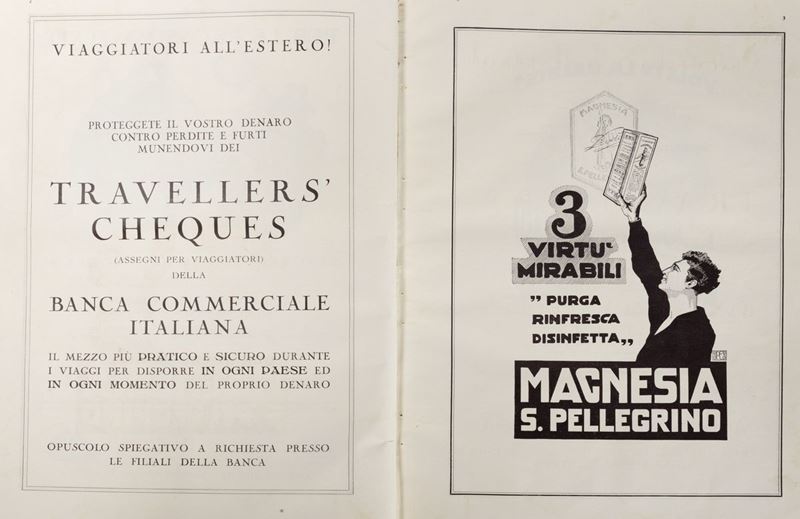 VIAGGIATORI ALL'ESTERO!
PROTEGGETE IL VOSTRO DENARO
CONTRO PERDITE E FURTI
MUNENDOVI DEI
TRAVELLERS'
CHEQUES
(ASSEGNI PER VIAGGIATORI)
DELLA
BANCA COMMERCIALE
ITALIANA
IL MEZZO PIÙ PRATICO E SICURO DURANTE
I VIAGGI PER DISPORRE IN OGNI PAESE ED
IN OGNI MOMENTO DEL PROPRIO DENARO
OPUSCOLO SPIEGATIVO A RICHIESTA PRESSO
LE FILIALI DELLA BANCA
MAGNESIA
S. PELL
3
VIRTU'
MIRABILI
„ PURGA
RINFRESCA
DISINFETTA„
MAGNESIA
S. PELLEGRINO